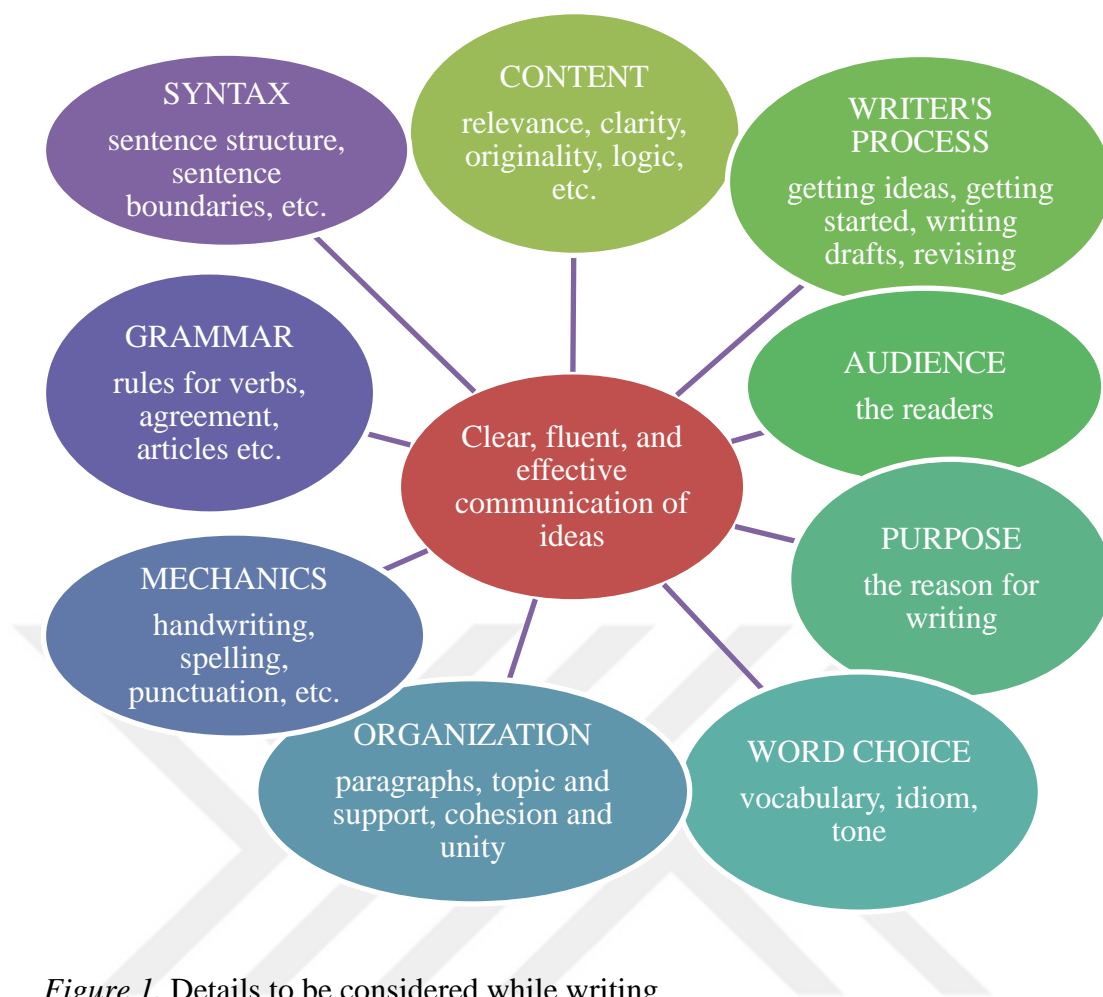 SYNTAX
sentence structure,
sentence
boundaries, etc.
CONTENT
relevance, clarity,
originality, logic,
etc.
WRITER'S
PROCESS
getting ideas, getting
started, writing
drafts, revising
AUDIENCE
the readers
PURPOSE
the reason for
writing
WORD CHOICE
vocabulary, idiom,
tone
ORGANIZATION
paragraphs, topic and
support, cohesion and
unity
MECHANICS
handwriting,
spelling,
punctuation, etc.
GRAMMAR
rules for verbs,
agreement,
articles etc.
Clear, fluent, and
effective
communication of
ideas
Figure 1. Details to be considered while writing